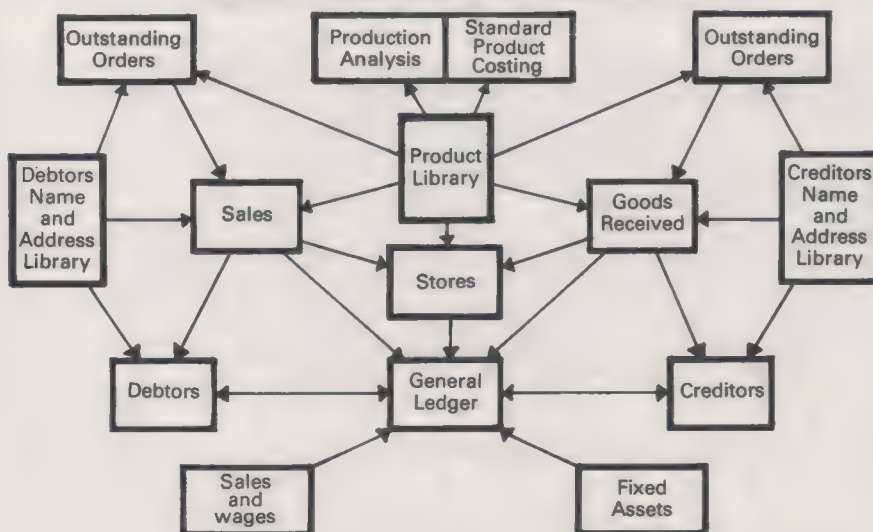 Outstanding
Orders
Production
Analysis
Standard
Product
Costing
Outstanding
Orders
Debtors
Name
and
Address
Library
Product
Library
Creditors
Name
and
Address
Library
Sales
Goods
Received
Stores
Debtors
General
Ledger
Creditors
Sales
and
wages
Fixed
Assets